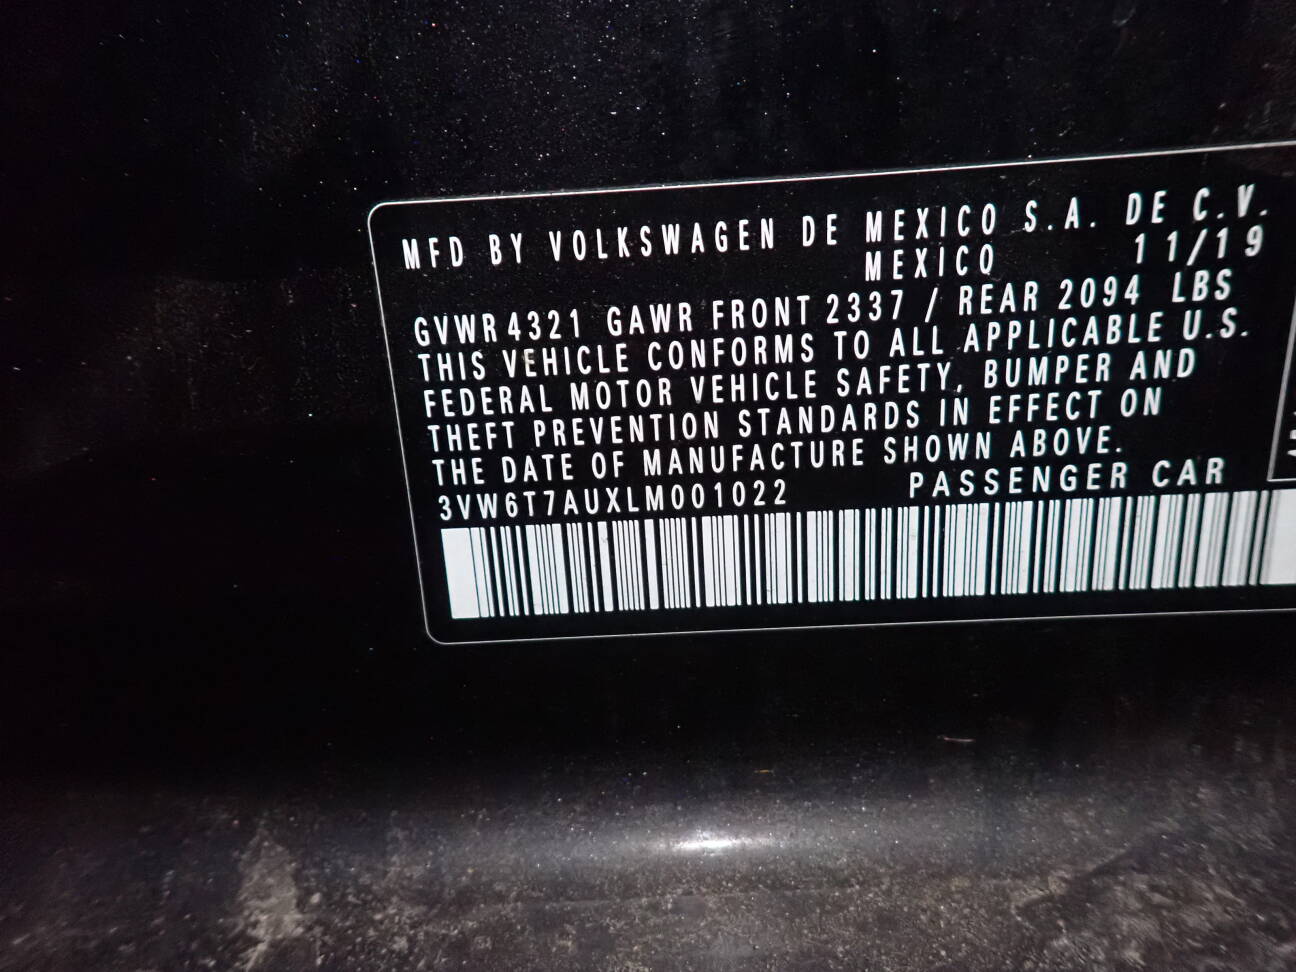 MFD BY VOLKSWAGEN DE MEXICO S.A. DE C.V.
MEXICO 11/19
GVWR 4321 GAWR FRONT 2337 / REAR 2094 LBS
THIS VEHICLE CONFORMS TO ALL APPLICABLE U.S.
FEDERAL MOTOR VEHICLE SAFETY, BUMPER AND
THEFT PREVENTION STANDARDS IN EFFECT ON
THE DATE OF MANUFACTURE SHOWN ABOVE.
3VW6T7AUXLM001022 PASSENGER CAR